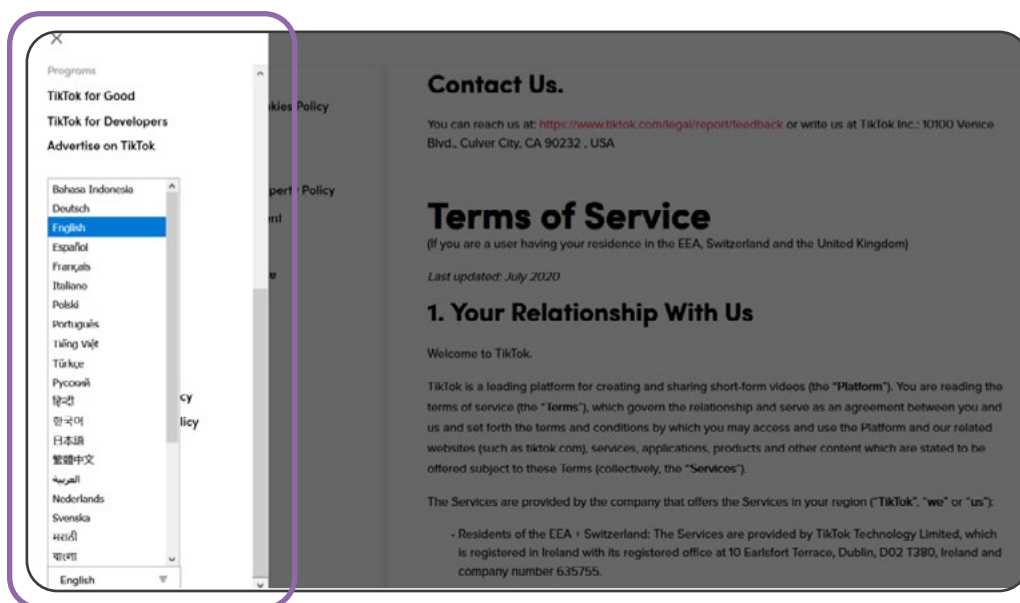 Programs
TikTok for Good
TikTok for Developers
Advertise on TikTok
Bahasa Indonesia
Deutsch
English
Español
Français
Italiano
Polski
Português
Tiếng Việt
Türkçe
Русский
हिन्दी
한국어
日本語
繁體中文
العربية
Nederlands
Svenska
मराठी
বাংলা
English
cy
licy
kies Policy
perty Policy
ent
e
Contact Us.
You can reach us at: https://www.tiktok.com/legal/report/feedback or write us at TikTok Inc.: 10100 Venice
Blvd., Culver City, CA 90232 , USA
Terms of Service
(If you are a user having your residence in the EEA, Switzerland and the United Kingdom)
Last updated: July 2020
1. Your Relationship With Us
Welcome to TikTok.
TikTok is a leading platform for creating and sharing short-form videos (the "Platform"). You are reading the
terms of service (the "Terms"), which govern the relationship and serve as an agreement between you and
us and set forth the terms and conditions by which you may access and use the Platform and our related
websites (such as tiktok.com), services, applications, products and other content which are stated to be
offered subject to these Terms (collectively, the "Services").
The Services are provided by the company that offers the Services in your region ("TikTok", "we" or "us"):
• Residents of the EEA + Switzerland: The Services are provided by TikTok Technology Limited, which
is registered in Ireland with its registered office at 10 Earlsfort Terrace, Dublin, D02 T380, Ireland and
company number 635755.